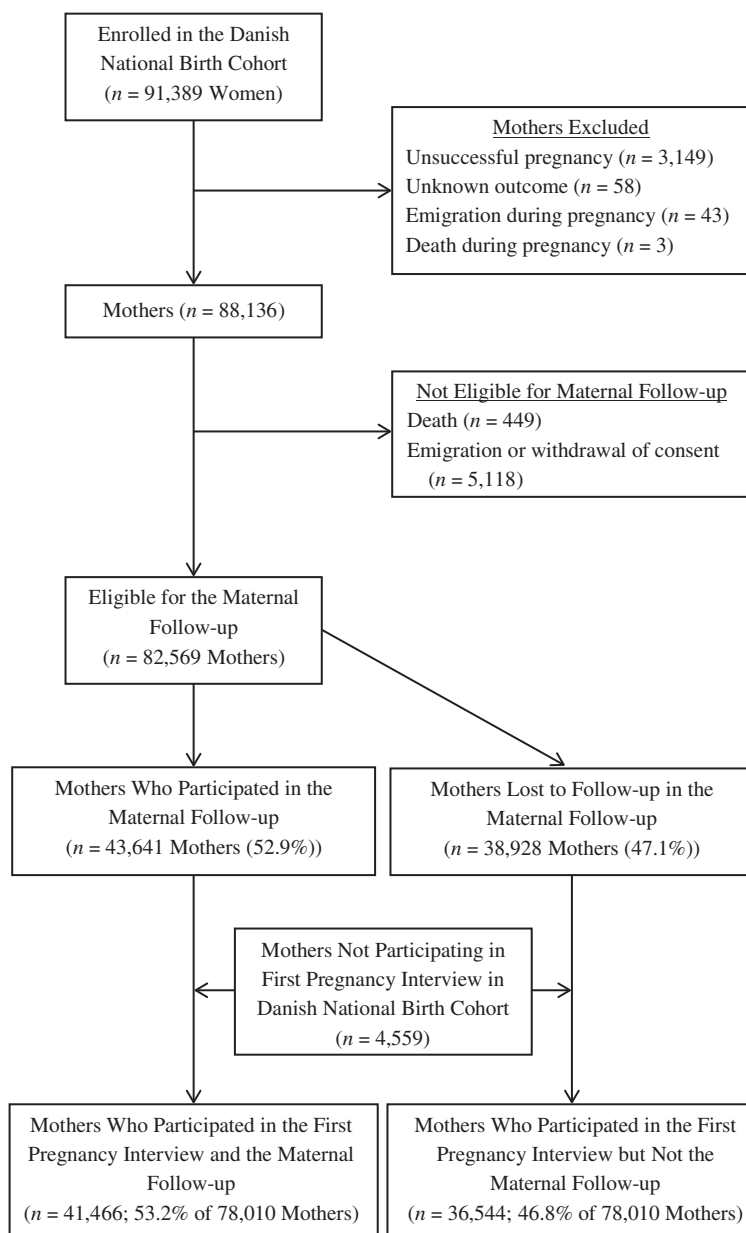 Enrolled in the Danish
National Birth Cohort
(n = 91,389 Women)
Mothers Excluded
Unsuccessful pregnancy (n = 3,149)
Unknown outcome (n = 58)
Emigration during pregnancy (n = 43)
Death during pregnancy (n = 3)
Mothers (n = 88,136)
Not Eligible for Maternal Follow-up
Death (n = 449)
Emigration or withdrawal of consent
(n = 5,118)
Eligible for the Maternal
Follow-up
(n = 82,569 Mothers)
Mothers Who Participated in the
Maternal Follow-up
(n = 43,641 Mothers (52.9%))
Mothers Lost to Follow-up in the
Maternal Follow-up
(n = 38,928 Mothers (47.1%))
Mothers Not Participating in
First Pregnancy Interview in
Danish National Birth Cohort
(n = 4,559)
Mothers Who Participated in the First
Pregnancy Interview and the Maternal
Follow-up
(n = 41,466; 53.2% of 78,010 Mothers)
Mothers Who Participated in the First
Pregnancy Interview but Not the
Maternal Follow-up
(n = 36,544; 46.8% of 78,010 Mothers)